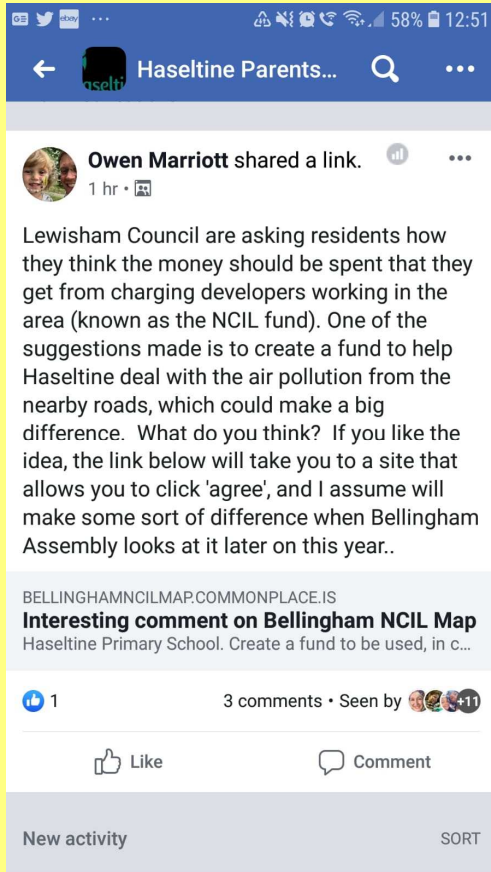 GE ebay ... 58% 12:51
aselti Haseltine Parents... ...
Owen Marriott shared a link.
1 hr •
Lewisham Council are asking residents how
they think the money should be spent that they
get from charging developers working in the
area (known as the NCIL fund). One of the
suggestions made is to create a fund to help
Haseltine deal with the air pollution from the
nearby roads, which could make a big
difference. What do you think? If you like the
idea, the link below will take you to a site that
allows you to click 'agree', and I assume will
make some sort of difference when Bellingham
Assembly looks at it later on this year..
BELLINGHAMNCILMAP.COMMONPLACE.IS
Interesting comment on Bellingham NCIL Map
Haseltine Primary School. Create a fund to be used, in c...
1 3 comments • Seen by +11
Like Comment
New activity SORT